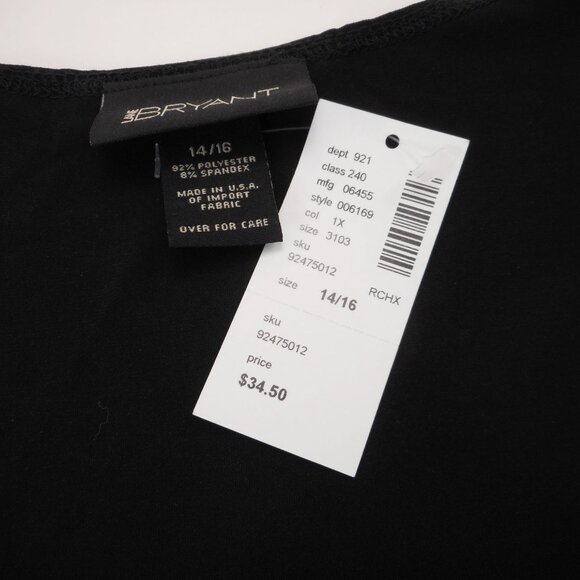 LANE
BRYANT
14/16
92% POLYESTER
8% SPANDEX
MADE IN U.S.A.
OF IMPORT
FABRIC
OVER FOR CARE
dept 921
class 240
mfg 06455
style 006169
col 1X
size 3103
sku
92475012
size 14/16 RCHX
sku
92475012
price
$34.50